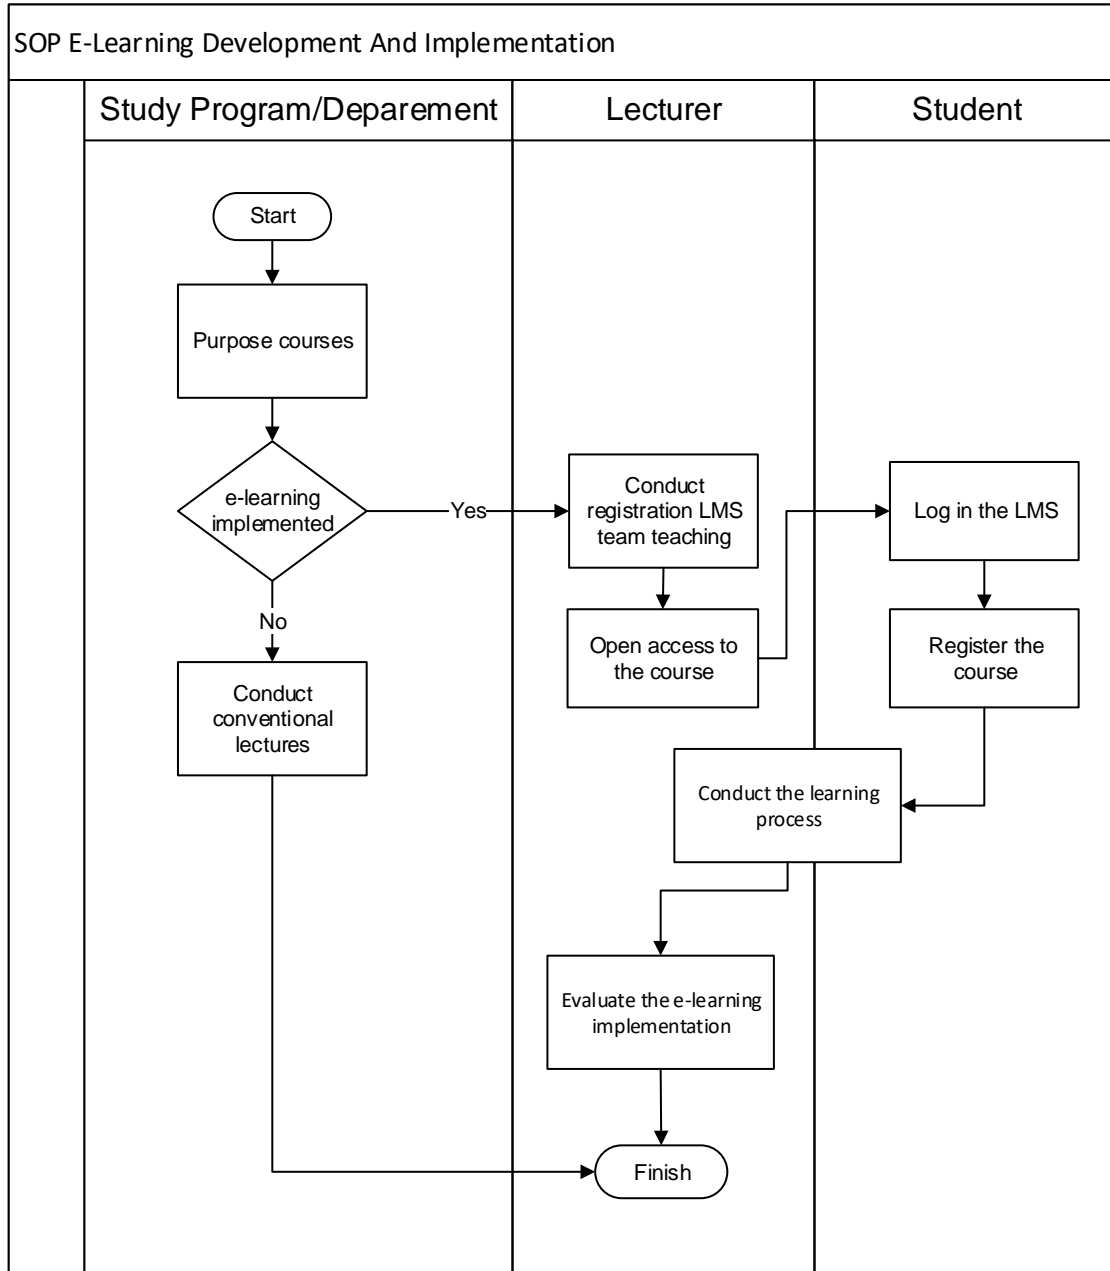 SOP E-Learning Development And Implementation
Study Program/Deparement
Lecturer
Student
Start
Purpose courses
e-learning
implemented
Yes
No
Conduct
conventional
lectures
Conduct
registration LMS
team teaching
Open access to
the course
Log in the LMS
Register the
course
Conduct the learning
process
Evaluate the e-learning
implementation
Finish